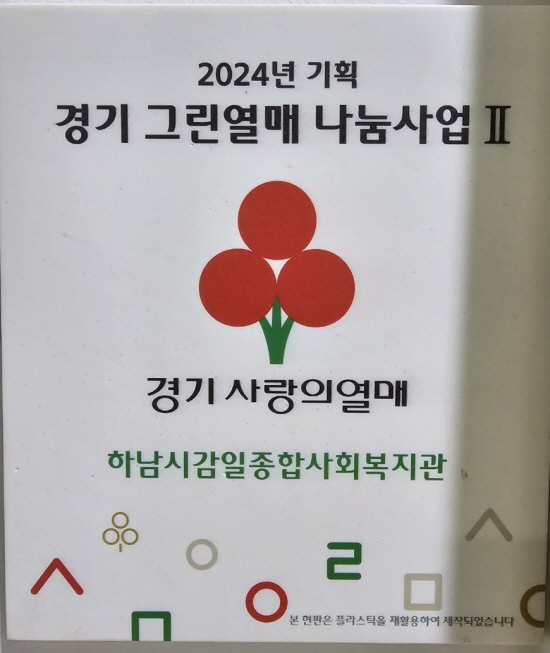 2024년 기획
경기 그린열매 나눔사업 Ⅱ
경기 사랑의열매
하남시감일종합사회복지관
본 현판은 플라스틱을 재활용하여 제작되었습니다